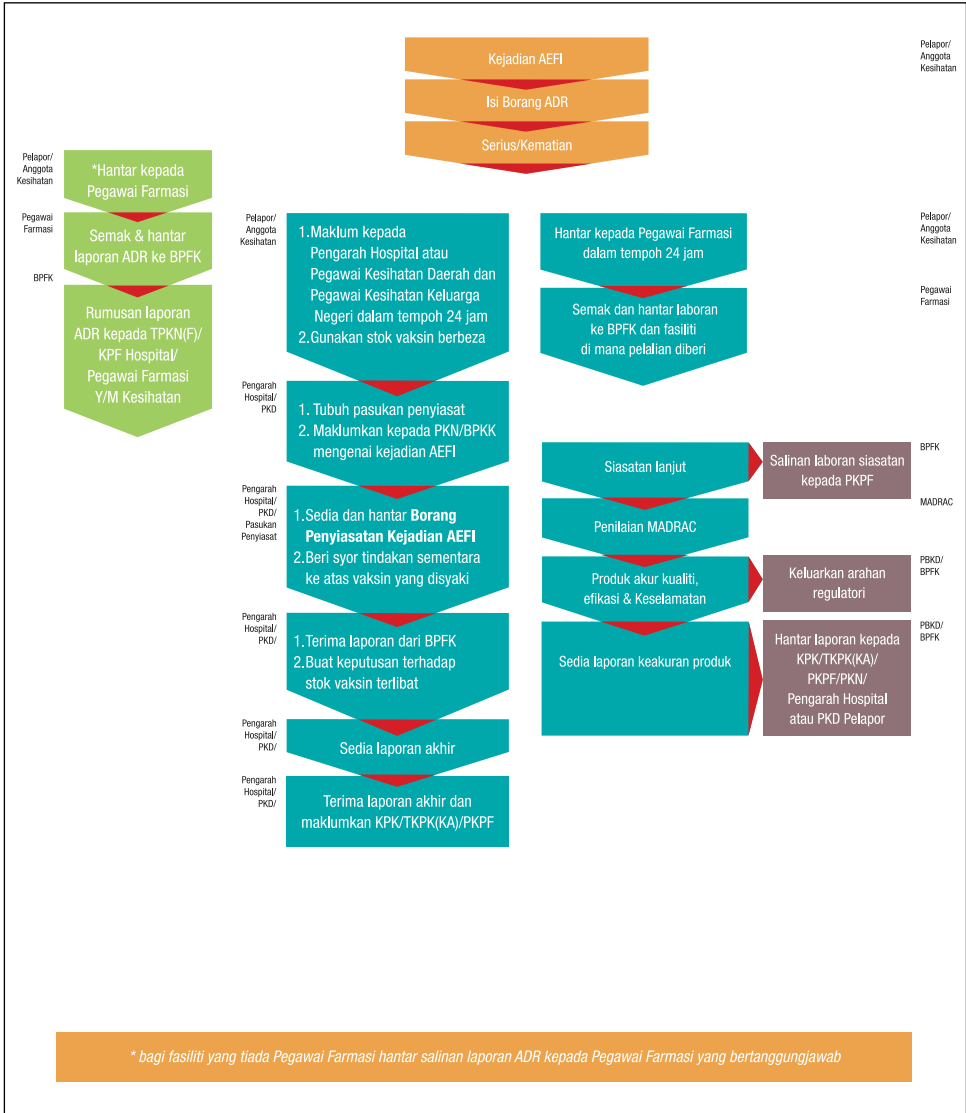 Kejadian AEFI
Pelapor/
Anggota
Kesihatan
Isi Borang ADR
Serius/Kematian
Pelapor/
Anggota
Kesihatan
*Hantar kepada
Pegawai Farmasi
Pegawai
Farmasi
Semak & hantar
laporan ADR ke BPFK
BPFK
Rumusan laporan
ADR kepada TPKN(F)/
KPF Hospital/
Pegawai Farmasi
Y/M Kesihatan
Pelapor/
Anggota
Kesihatan
1.Maklum kepada
Pengarah Hospital atau
Pegawai Kesihatan Daerah dan
Pegawai Kesihatan Keluarga
Negeri dalam tempoh 24 jam
2.Gunakan stok vaksin berbeza
Pengarah
Hospital/
PKD
1. Tubuh pasukan penyiasat
2. Maklumkan kepada PKN/BPKK
mengenai kejadian AEFI
Pengarah
Hospital/
PKD/
Pasukan
Penyiasat
1.Sedia dan hantar Borang
Penyiasatan Kejadian AEFI
2.Beri syor tindakan sementara
ke atas vaksin yang disyaki
Pengarah
Hospital/
PKD/
1.Terima laporan dari BPFK
2.Buat keputusan terhadap
stok vaksin terlibat
Pengarah
Hospital/
PKD/
Sedia laporan akhir
Pengarah
Hospital/
PKD/
Terima laporan akhir dan
maklumkan KPK/TKPK(KA)/PKPF
Hantar kepada Pegawai Farmasi
dalam tempoh 24 jam
Pelapor/
Anggota
Kesihatan
Semak dan hantar laboran
ke BPFK dan fasiliti
di mana pelalian diberi
Pegawai
Farmasi
Siasatan lanjut
Salinan laboran siasatan
kepada PKPF
BPFK
Penilaian MADRAC
MADRAC
Produk akur kualiti,
efikasi & Keselamatan
Keluarkan arahan
regulatori
PBKD/
BPFK
Sedia laporan keakuran produk
Hantar laporan kepada
KPK/TKPK(KA)/
PKPF/PKN/
Pengarah Hospital
atau PKD Pelapor
PBKD/
BPFK
* bagi fasiliti yang tiada Pegawai Farmasi hantar salinan laporan ADR kepada Pegawai Farmasi yang bertanggungjawab